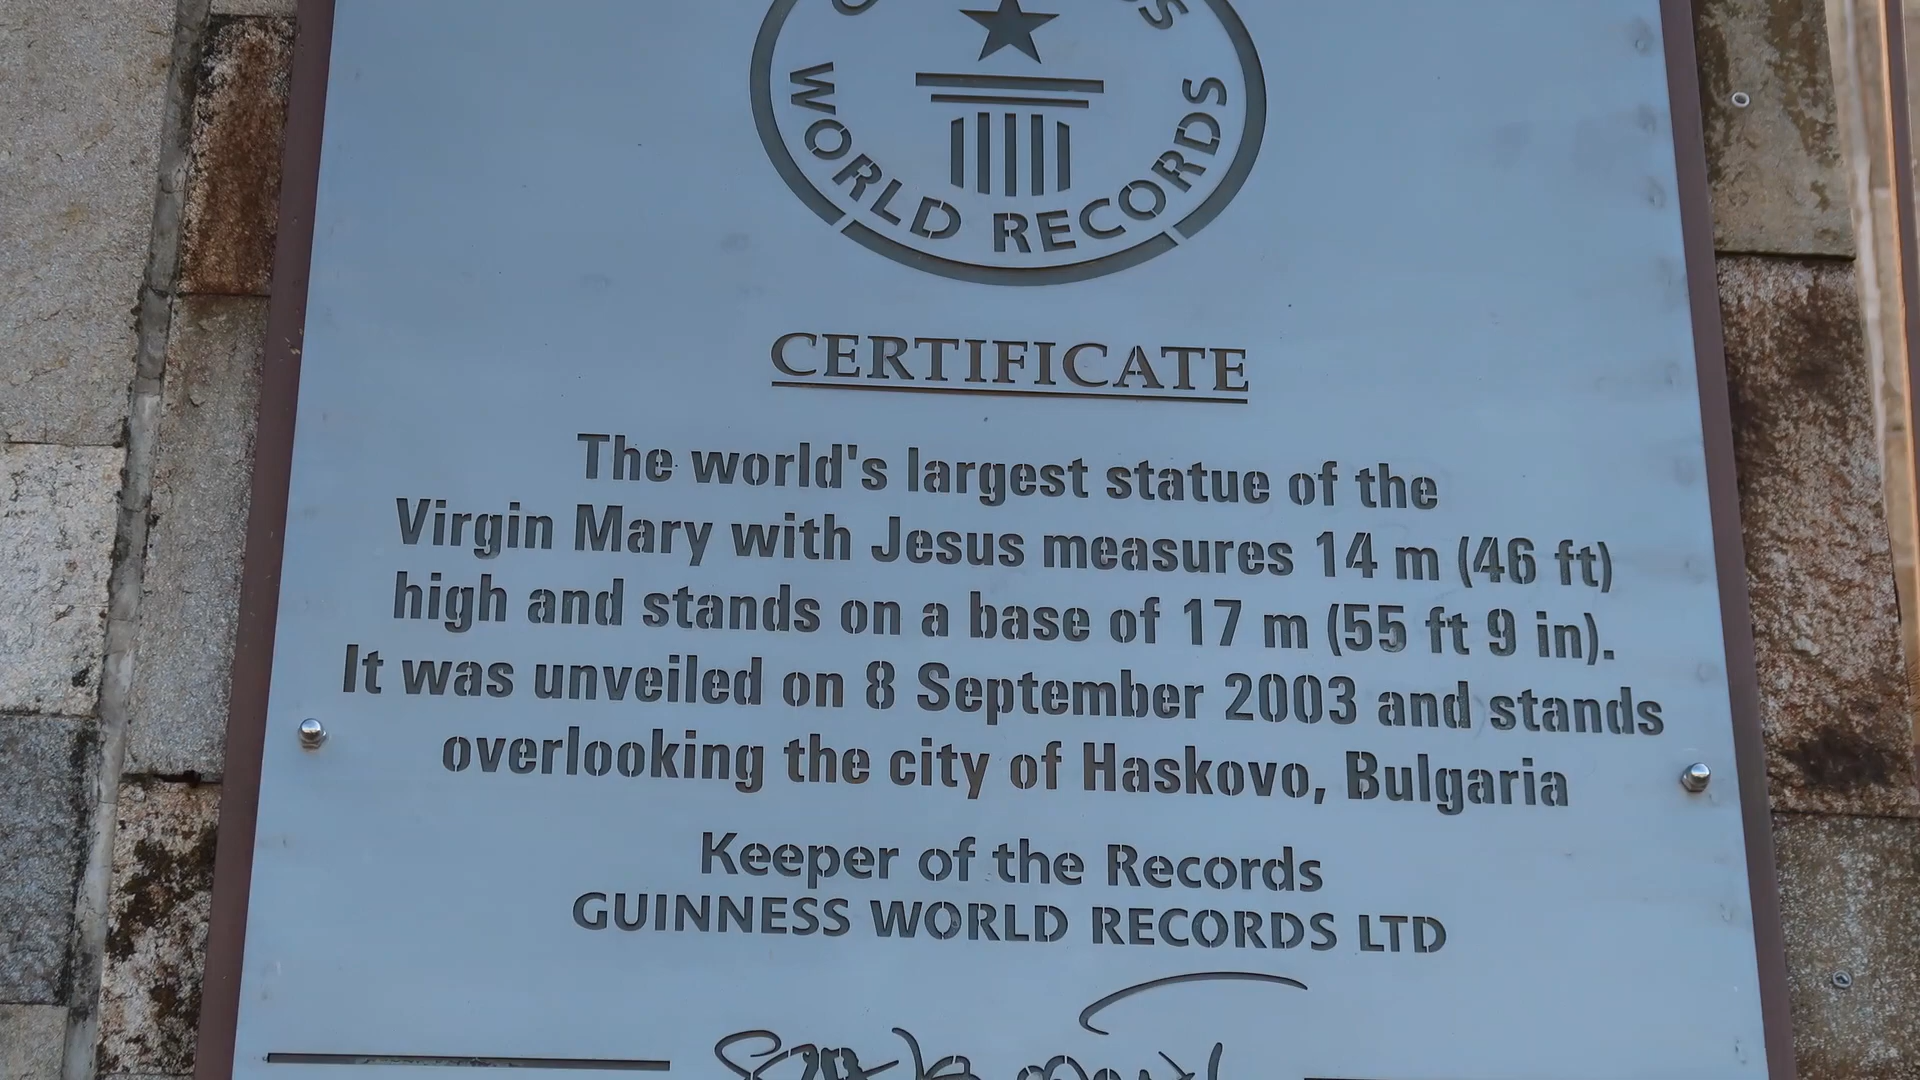 WORLD RECORDS
CERTIFICATE
The world's largest statue of the
Virgin Mary with Jesus measures 14 m (46 ft)
high and stands on a base of 17 m (55 ft 9 in).
It was unveiled on 8 September 2003 and stands
overlooking the city of Haskovo, Bulgaria
Keeper of the Records
GUINNESS WORLD RECORDS LTD